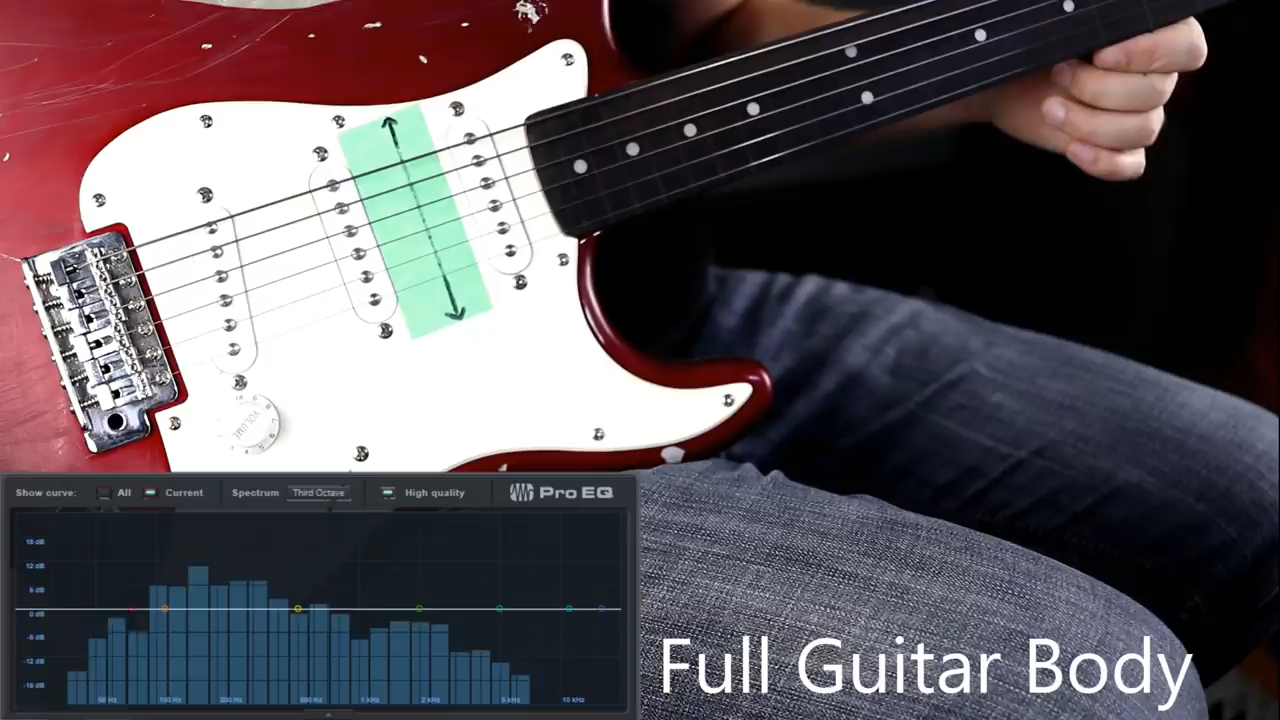 VOLUME
Show curve: All Current Spectrum Third Octave High quality Pro EQ
18 dB
12 dB
6 dB
0 dB
-6 dB
-12 dB
-18 dB
50 Hz 100 Hz 200 Hz 500 Hz 1 kHz 2 kHz 5 kHz 10 kHz
Full Guitar Body